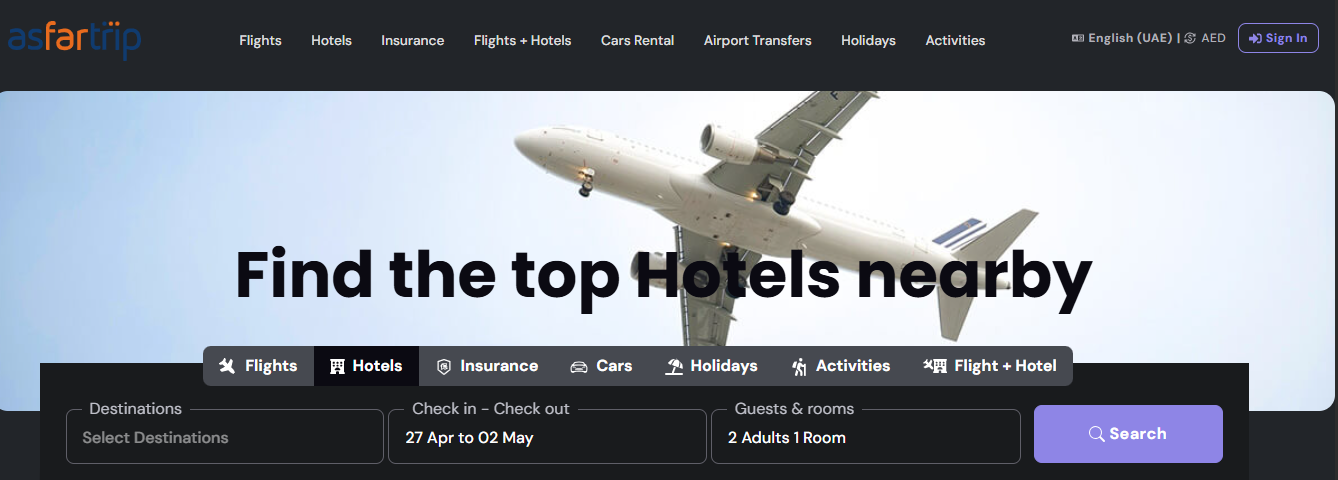 asfartrip
Flights Hotels Insurance Flights + Hotels Cars Rental Airport Transfers Holidays Activities English (UAE) | AED Sign In
Find the top Hotels nearby
Flights Hotels Insurance Cars Holidays Activities Flight + Hotel
Destinations Check in - Check out Guests & rooms
Select Destinations 27 Apr to 02 May 2 Adults 1 Room Search